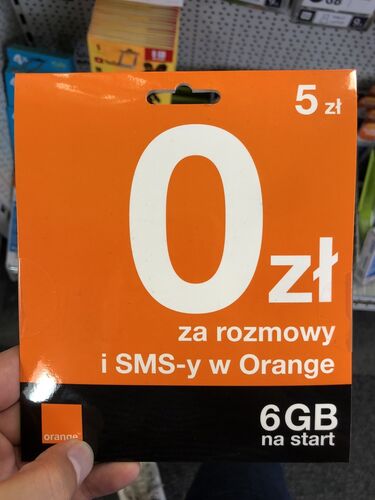 5 zł
0 zł
za rozmowy
i SMS-y w Orange
6GB
na start
orange